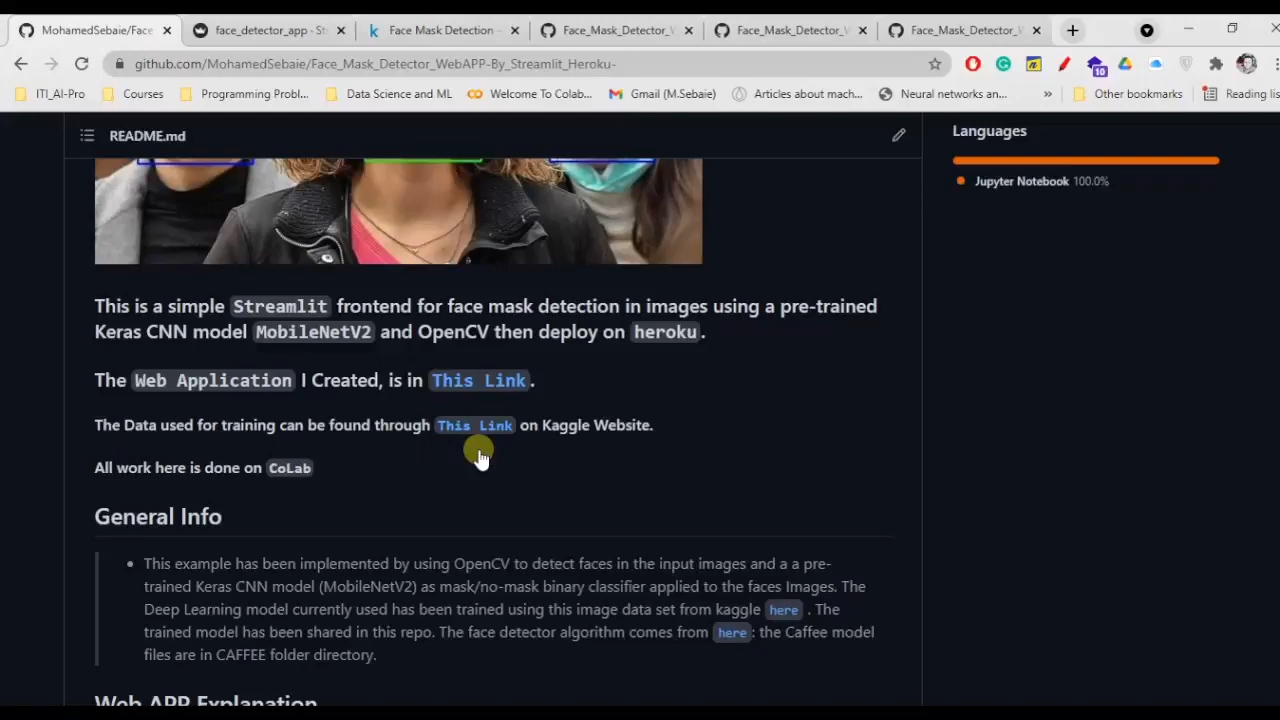 MohamedSebaie/Face
face_detector_app - St
Face Mask Detection
Face_Mask_Detector_W
Face_Mask_Detector_W
Face_Mask_Detector_W
github.com/MohamedSebaie/Face_Mask_Detector_WebAPP-By_Streamlit_Heroku-
10
ITI_AI-Pro
Courses
Programming Probl...
Data Science and ML
Welcome To Colab...
Gmail (M.Sebaie)
Articles about mach...
Neural networks an...
»
Other bookmarks
Reading lis
README.md
Languages
Jupyter Notebook 100.0%
This is a simple Streamlit frontend for face mask detection in images using a pre-trained
Keras CNN model MobileNetV2 and OpenCV then deploy on heroku.
The Web Application I Created, is in This Link.
The Data used for training can be found through This Link on Kaggle Website.
All work here is done on CoLab
General Info
• This example has been implemented by using OpenCV to detect faces in the input images and a a pre-
trained Keras CNN model (MobileNetV2) as mask/no-mask binary classifier applied to the faces Images. The
Deep Learning model currently used has been trained using this image data set from kaggle here . The
trained model has been shared in this repo. The face detector algorithm comes from here: the Caffee model
files are in CAFFEE folder directory.
Web APP Explanation